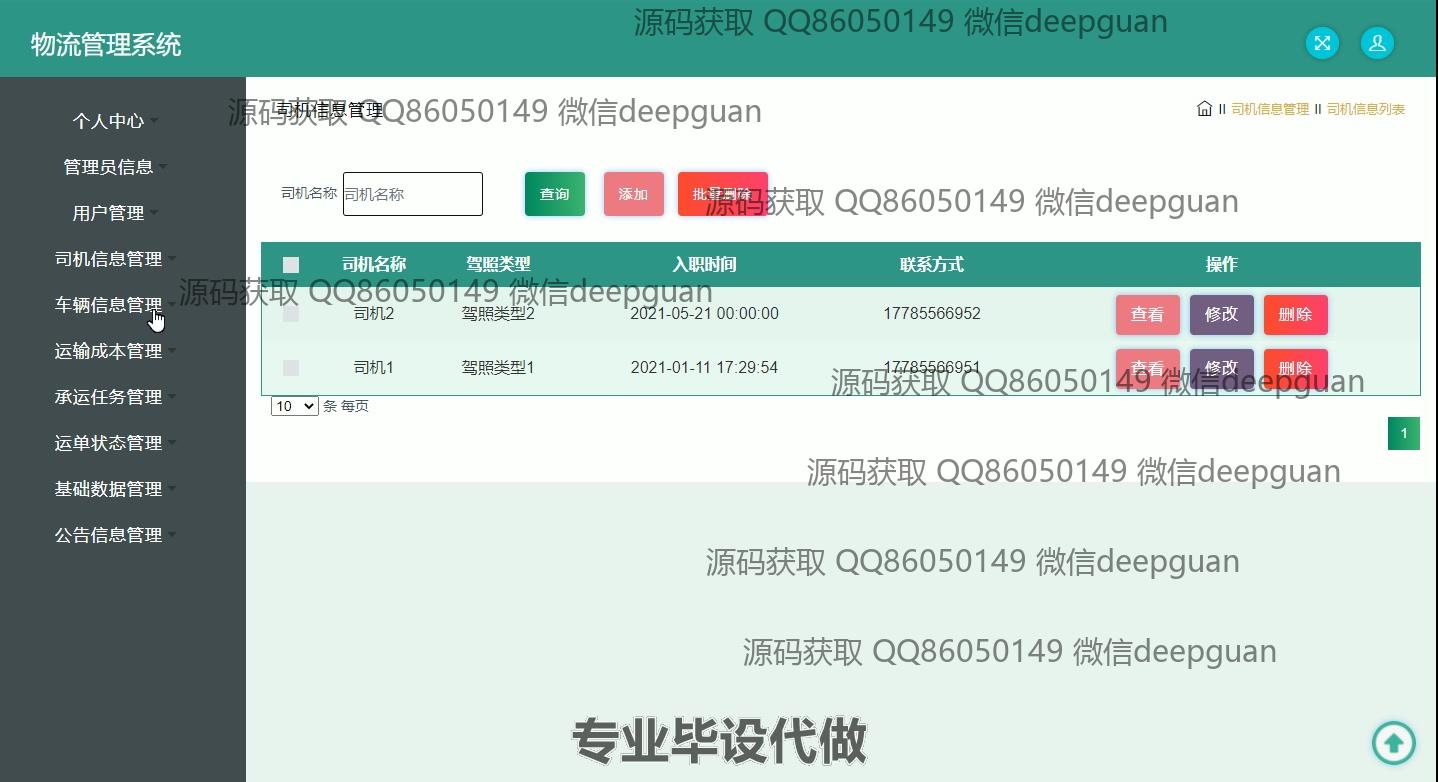 源码获取 QQ86050149 微信deepguan
物流管理系统
个人中心
管理员信息
用户管理
司机信息管理
车辆信息管理
运输成本管理
承运任务管理
运单状态管理
基础数据管理
公告信息管理
司机信息管理
源码获取 QQ86050149 微信deepguan
II 司机信息管理 II 司机信息列表
司机名称 司机名称 查询 添加 批量删除
源码获取 QQ86050149 微信deepguan
司机名称 驾照类型 入职时间 联系方式 操作
源码获取 QQ86050149 微信deepguan
司机2 驾照类型2 2021-05-21 00:00:00 17785566952 查看 修改 删除
司机1 驾照类型1 2021-01-11 17:29:54 17785566951 查看 修改 删除
源码获取 QQ86050149 微信deepguan
10 条 每页
1
源码获取 QQ86050149 微信deepguan
源码获取 QQ86050149 微信deepguan
源码获取 QQ86050149 微信deepguan
专业毕设代做